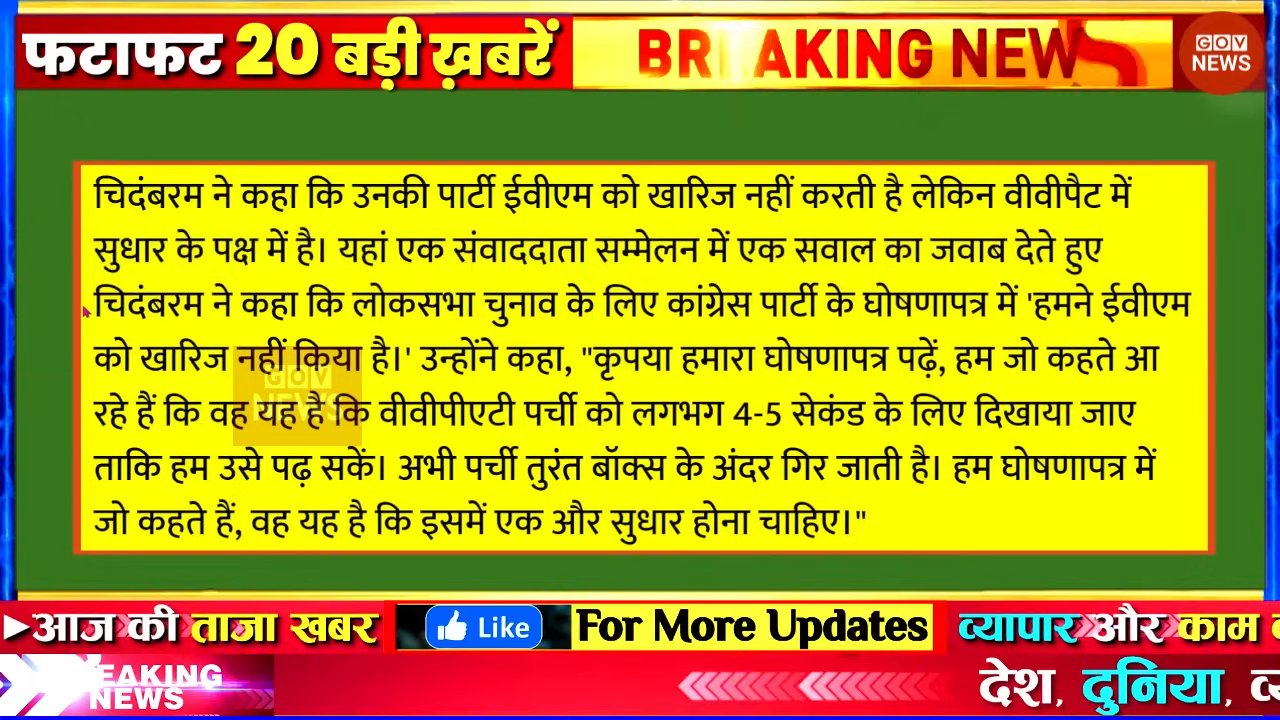 फटाफट 20 बड़ी ख़बरें
BREAKING NEWS
GOV
NEWS
चिदंबरम ने कहा कि उनकी पार्टी ईवीएम को खारिज नहीं करती है लेकिन वीवीपैट में
सुधार के पक्ष में है। यहां एक संवाददाता सम्मेलन में एक सवाल का जवाब देते हुए
चिदंबरम ने कहा कि लोकसभा चुनाव के लिए कांग्रेस पार्टी के घोषणापत्र में 'हमने ईवीएम
को खारिज नहीं किया है।' उन्होंने कहा, "कृपया हमारा घोषणापत्र पढ़ें, हम जो कहते आ
रहे हैं कि वह यह है कि वीवीपीएटी पर्ची को लगभग 4-5 सेकंड के लिए दिखाया जाए
ताकि हम उसे पढ़ सकें। अभी पर्ची तुरंत बॉक्स के अंदर गिर जाती है। हम घोषणापत्र में
जो कहते हैं, वह यह है कि इसमें एक और सुधार होना चाहिए।"
GOV
NEWS
आज की ताजा खबर
Like
For More Updates
व्यापार और काम
EAKING
NEWS
देश, दुनिया,